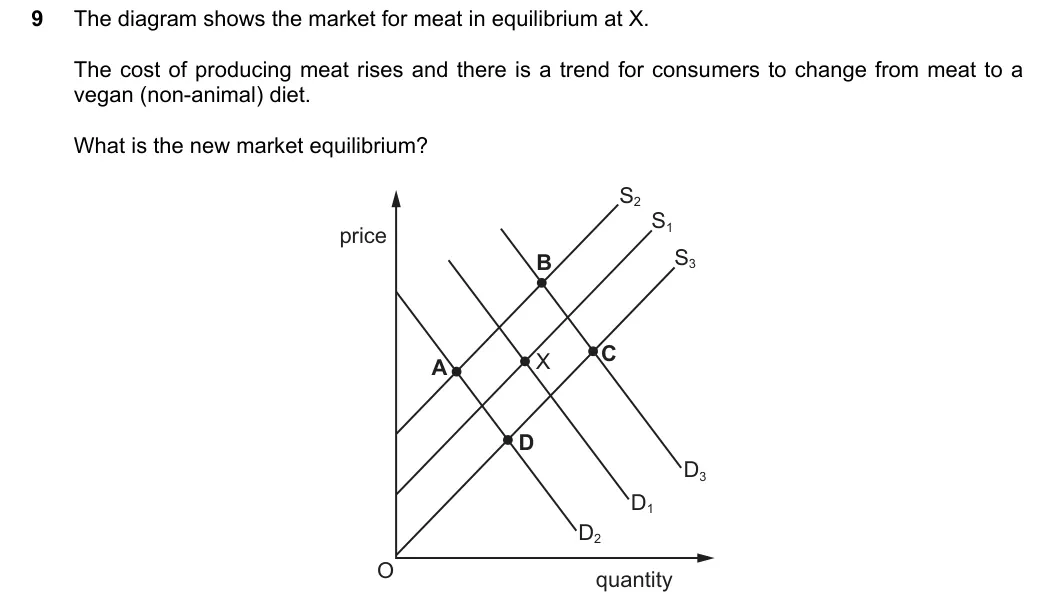 9 The diagram shows the market for meat in equilibrium at X.
The cost of producing meat rises and there is a trend for consumers to change from meat to a
vegan (non-animal) diet.
What is the new market equilibrium?
S₂
S₁
price
B
S₃
C
X
A
D
D₃
D₁
D₂
O
quantity